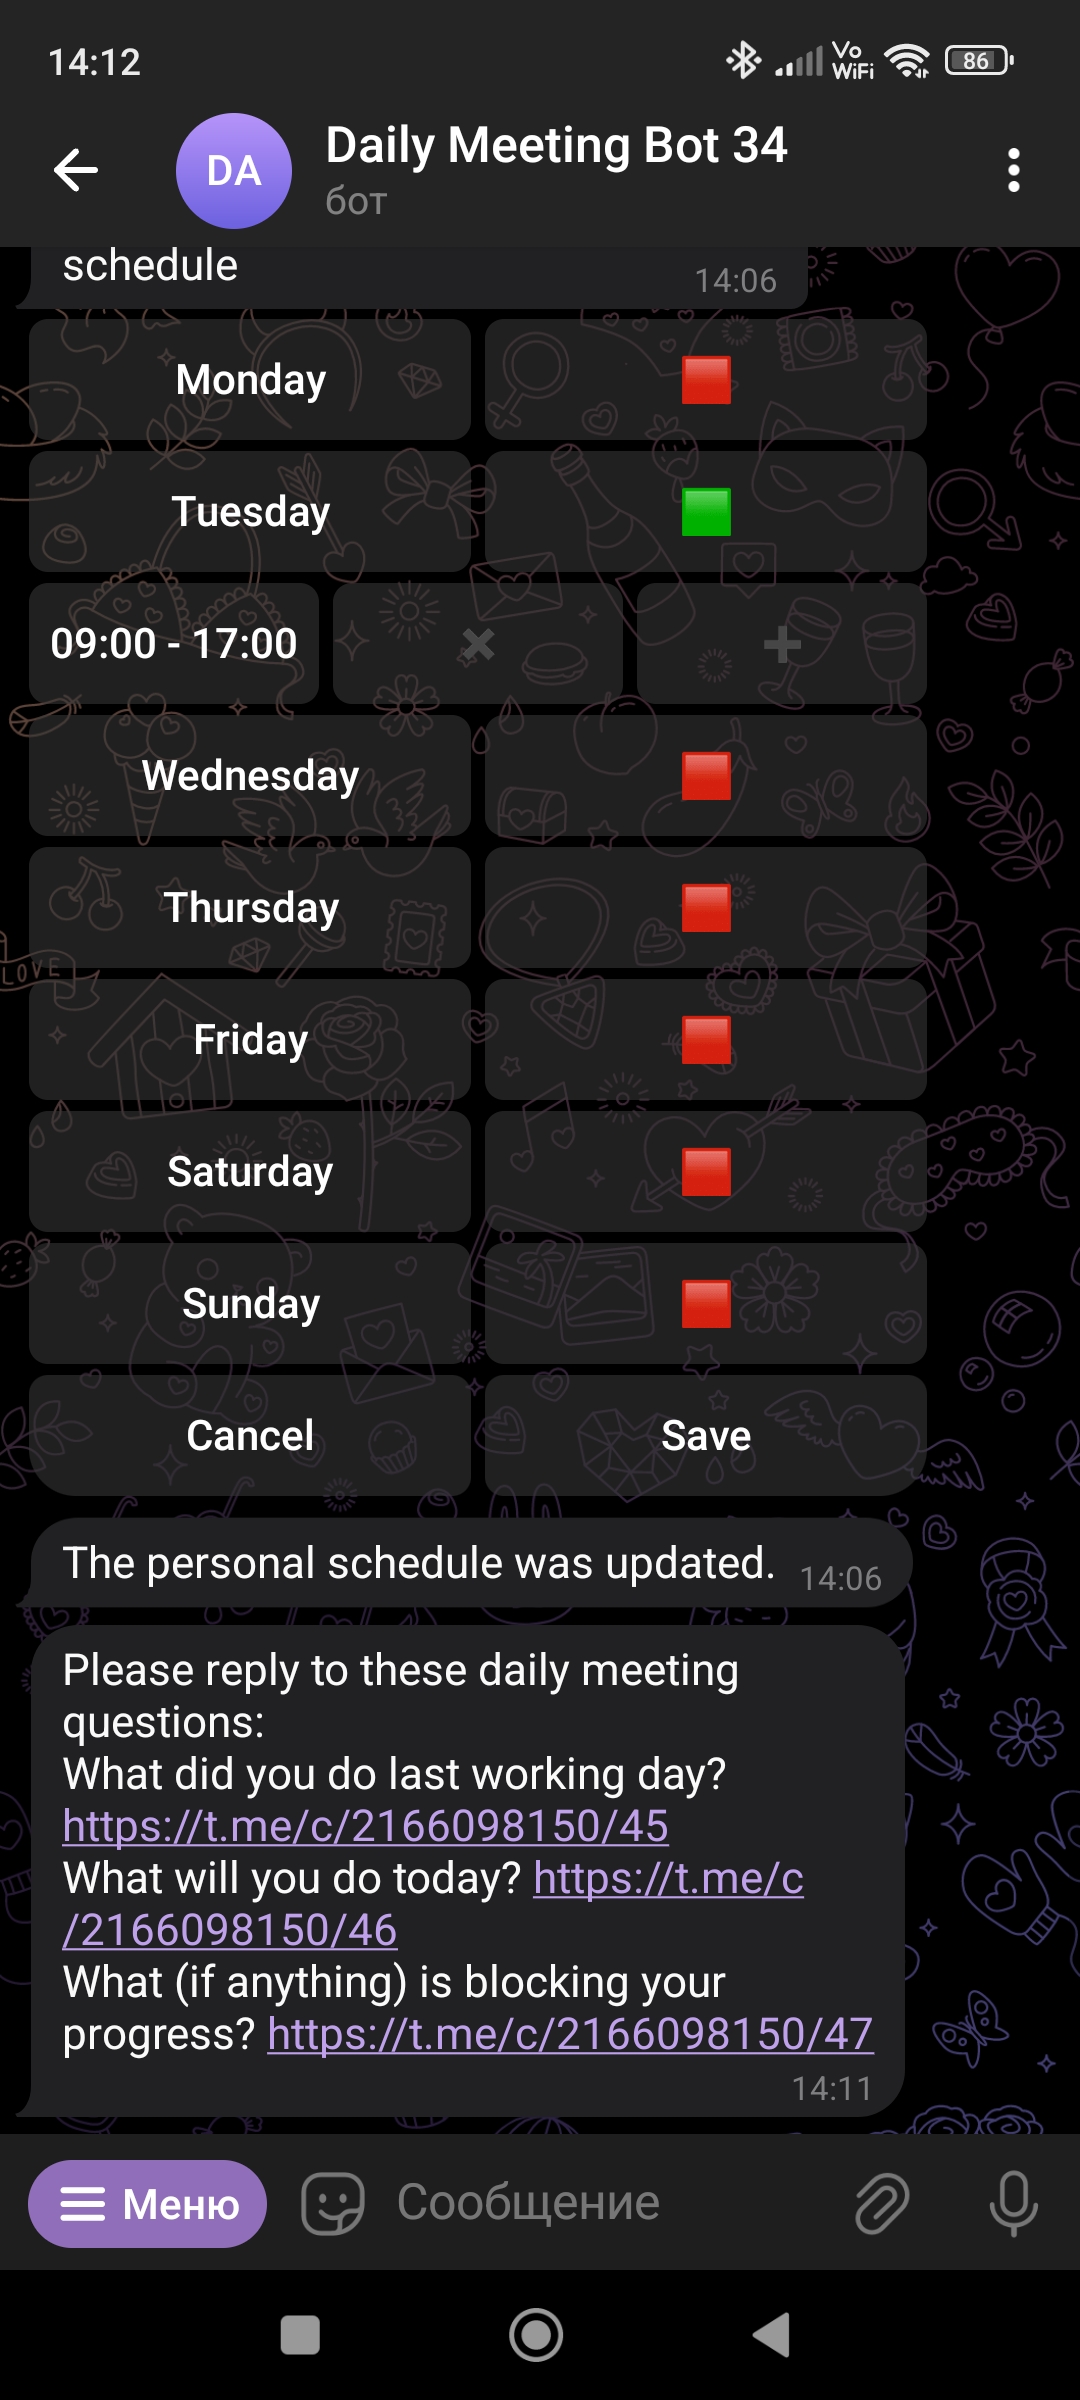 14:12
Vo
WiFi
86
DA
Daily Meeting Bot 34
бот
schedule
14:06
Monday
Tuesday
09:00 - 17:00
Wednesday
Thursday
LOVE
Friday
Saturday
Sunday
Cancel
Save
The personal schedule was updated.
14:06
Please reply to these daily meeting
questions:
What did you do last working day?
https://t.me/c/2166098150/45
What will you do today? https://t.me/c
/2166098150/46
What (if anything) is blocking your
progress? https://t.me/c/2166098150/47
14:11
Меню
Сообщение